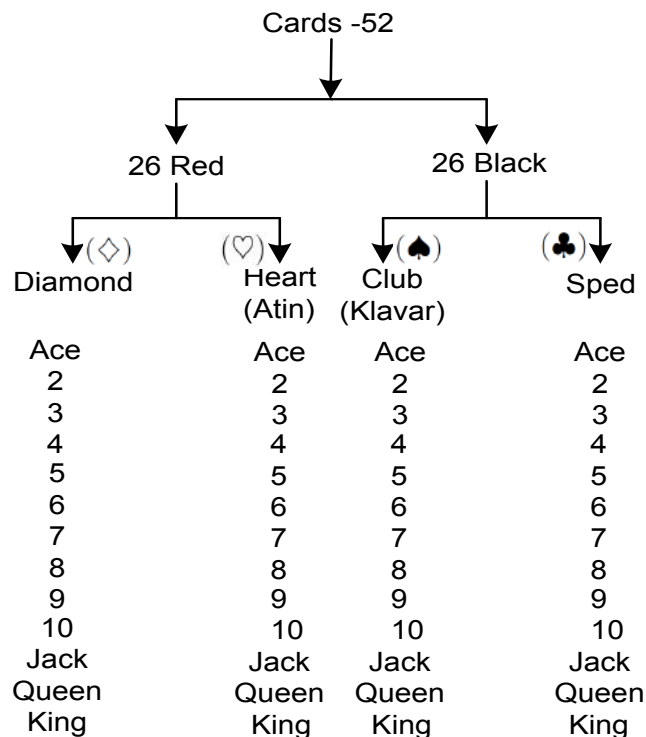 Cards -52
26 Red 26 Black
(♢) (♡) (♠) (♣)
Diamond Heart Club Sped
(Atin) (Klavar)
Ace Ace Ace Ace
2 2 2 2
3 3 3 3
4 4 4 4
5 5 5 5
6 6 6 6
7 7 7 7
8 8 8 8
9 9 9 9
10 10 10 10
Jack Jack Jack Jack
Queen Queen Queen Queen
King King King King